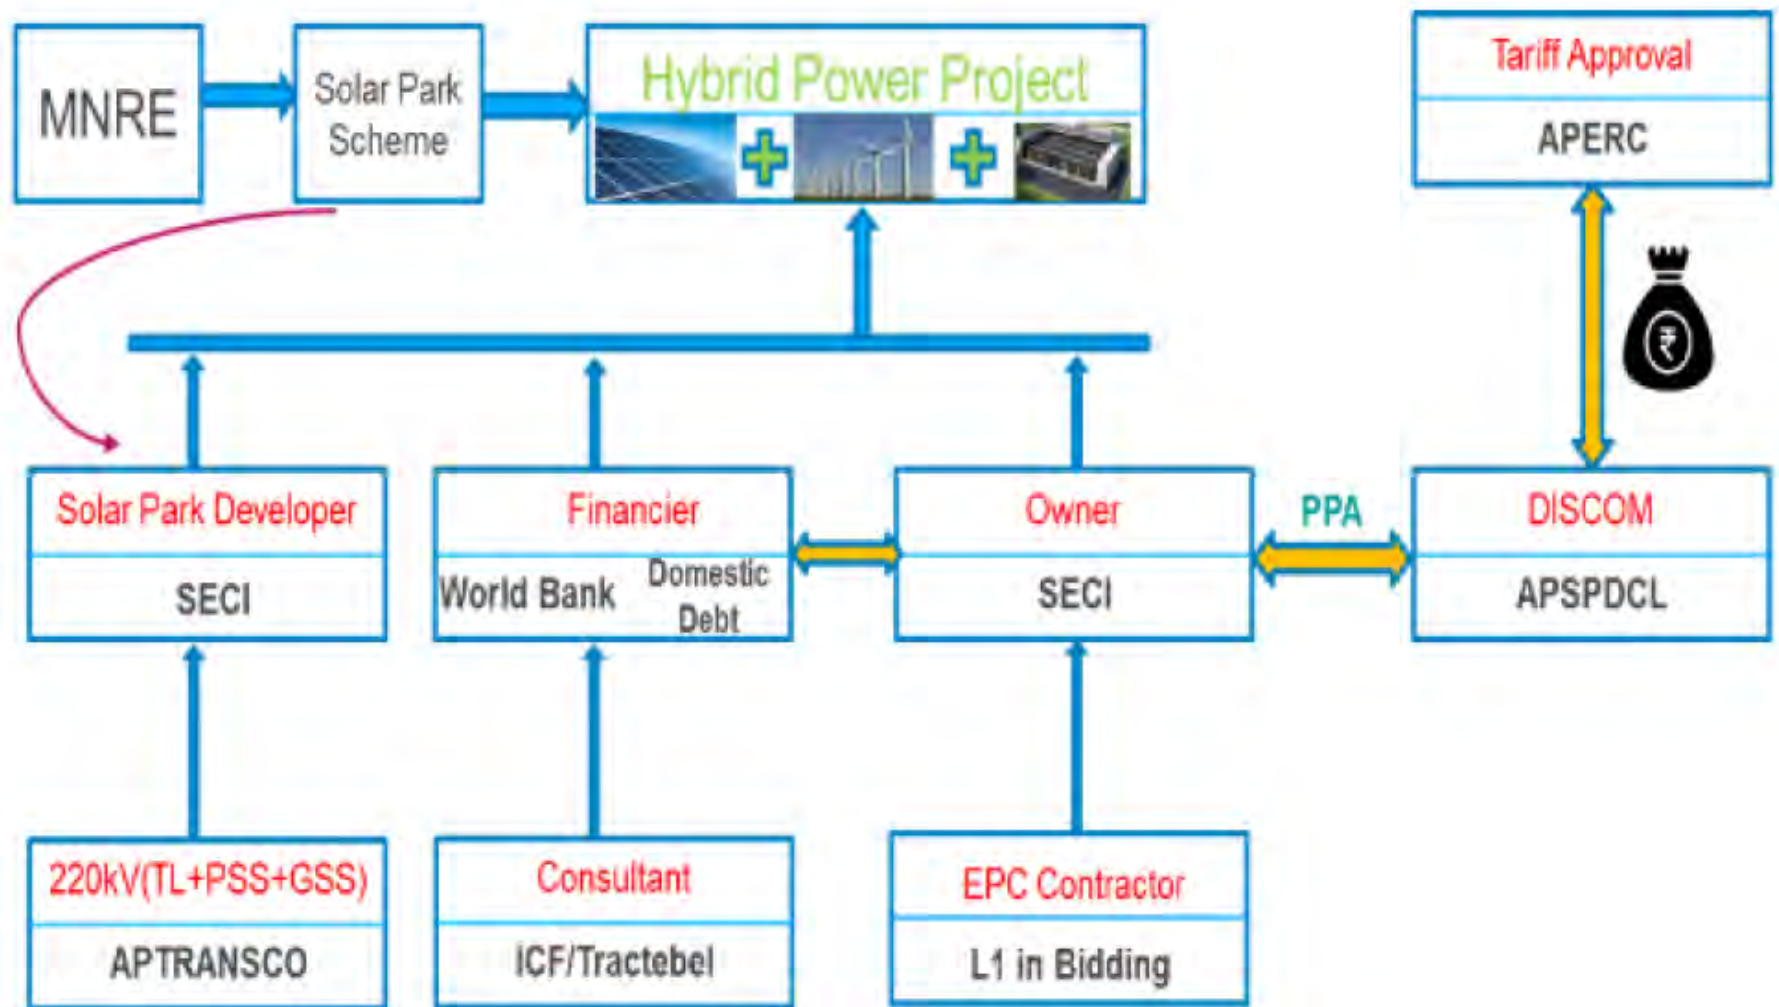 MNRE
Solar Park
Scheme
Hybrid Power Project
Tariff Approval
APERC
₹
Solar Park Developer
SECI
Financier
World Bank
Domestic
Debt
Owner
SECI
PPA
DISCOM
APSPDCL
220kV(TL+PSS+GSS)
APTRANSCO
Consultant
ICF/Tractebel
EPC Contractor
L1 in Bidding